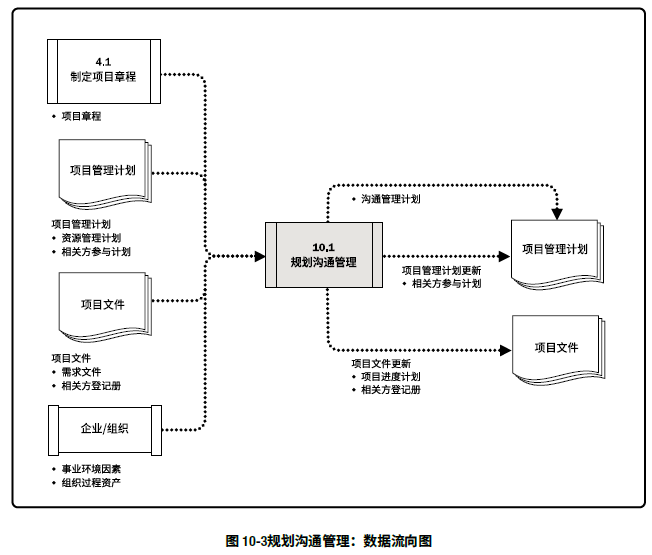 4.1
制定项目章程
◆ 项目章程
项目管理计划
项目管理计划
◆ 资源管理计划
◆ 相关方参与计划
项目文件
项目文件
◆ 需求文件
◆ 相关方登记册
企业/组织
◆ 事业环境因素
◆ 组织过程资产
10.1
规划沟通管理
◆ 沟通管理计划
项目管理计划
项目管理计划更新
◆ 相关方参与计划
项目文件
项目文件更新
◆ 项目进度计划
◆ 相关方登记册
图 10-3规划沟通管理：数据流向图